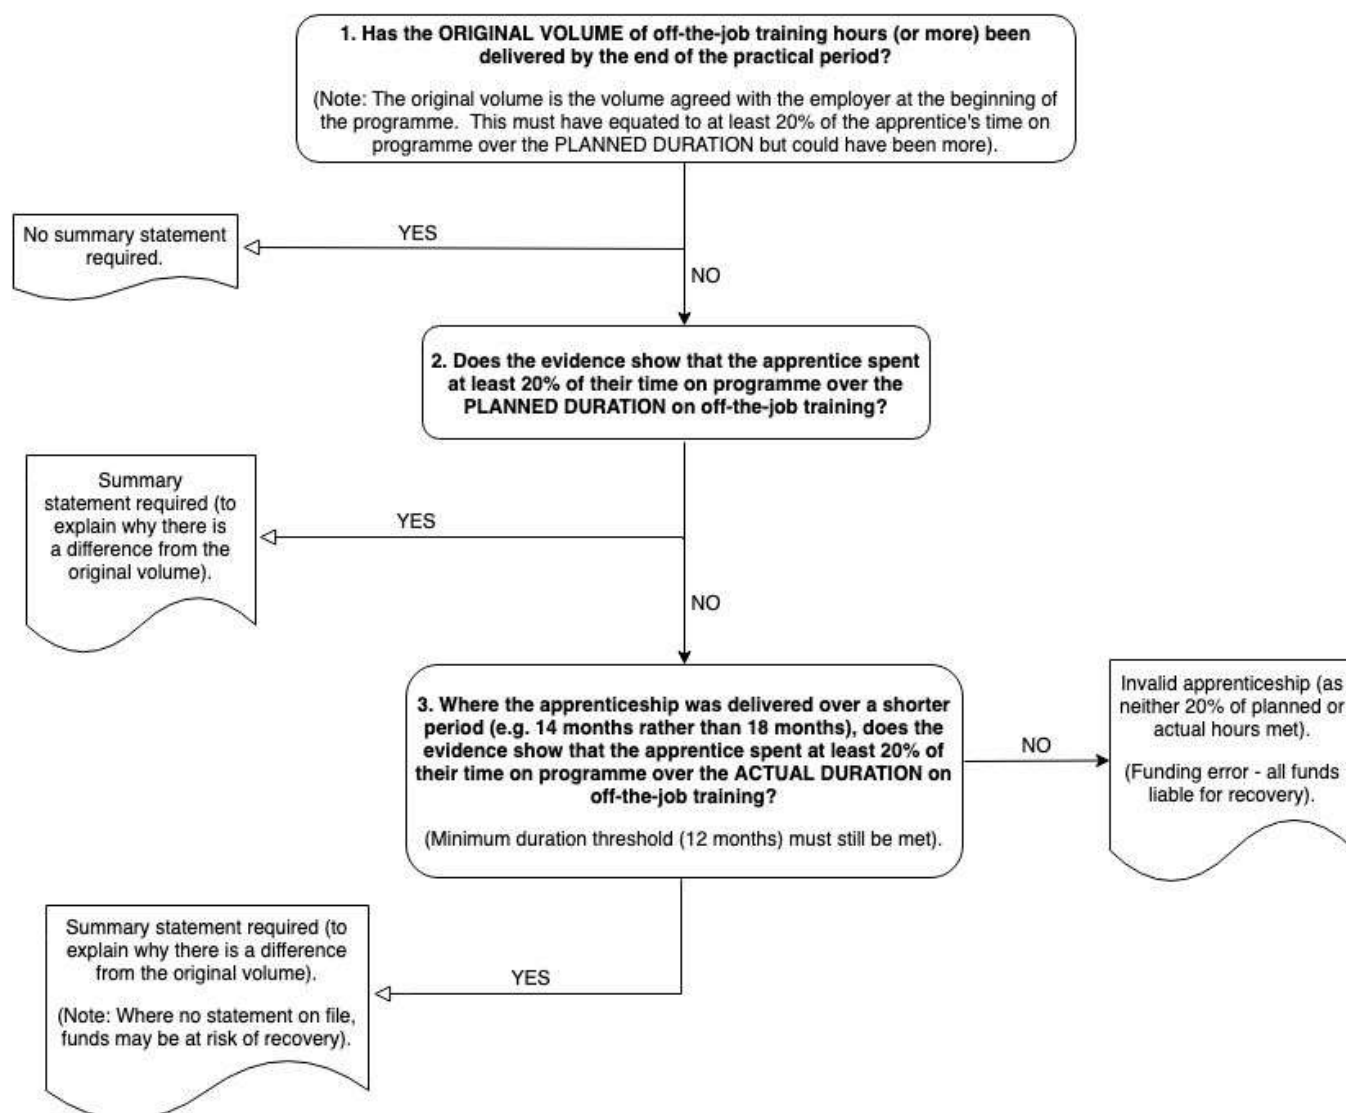 1. Has the ORIGINAL VOLUME of off-the-job training hours (or more) been
delivered by the end of the practical period?
(Note: The original volume is the volume agreed with the employer at the beginning of
the programme. This must have equated to at least 20% of the apprentice's time on
programme over the PLANNED DURATION but could have been more).
YES
No summary statement
required.
NO
2. Does the evidence show that the apprentice spent
at least 20% of their time on programme over the
PLANNED DURATION on off-the-job training?
YES
Summary
statement required (to
explain why there is
a difference from the
original volume).
NO
3. Where the apprenticeship was delivered over a shorter
period (e.g. 14 months rather than 18 months), does the
evidence show that the apprentice spent at least 20% of
their time on programme over the ACTUAL DURATION on
off-the-job training?
(Minimum duration threshold (12 months) must still be met).
NO
Invalid apprenticeship (as
neither 20% of planned or
actual hours met).
(Funding error - all funds
liable for recovery).
YES
Summary statement required (to
explain why there is a difference
from the original volume).
(Note: Where no statement on file,
funds may be at risk of recovery).